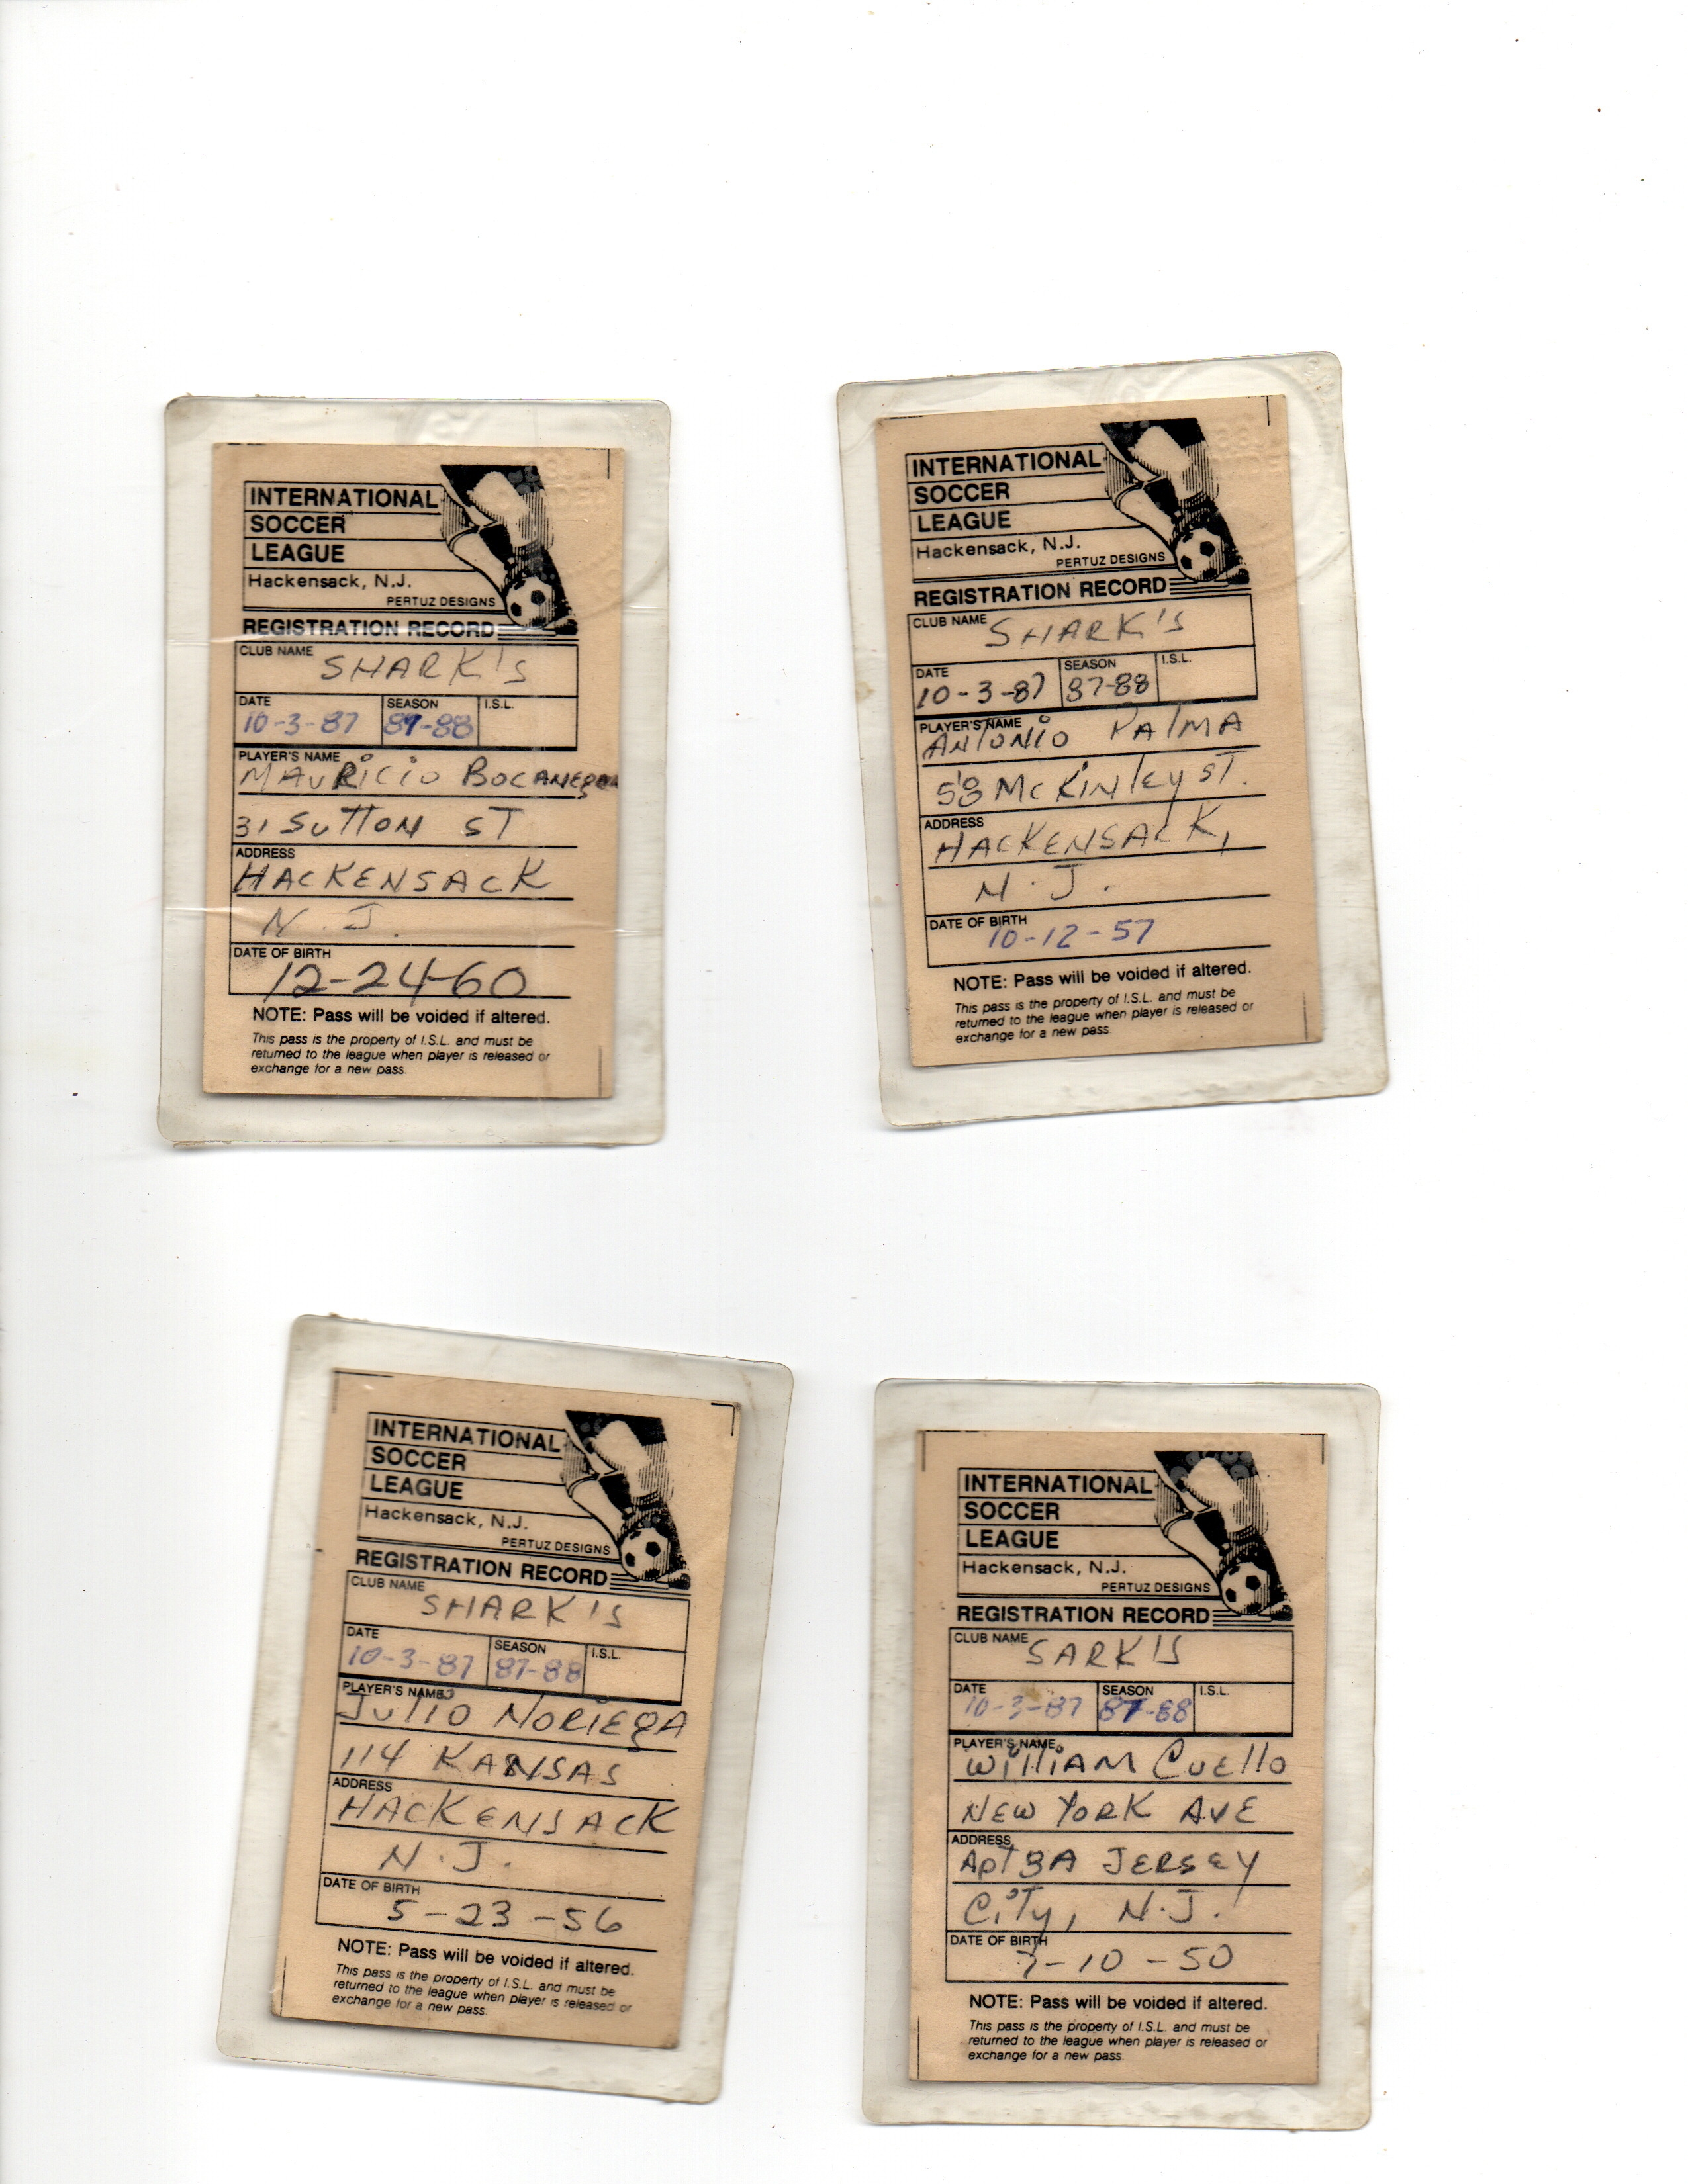 INTERNATIONAL
SOCCER
LEAGUE
Hackensack, N.J.
PERTUZ DESIGNS
REGISTRATION RECORD
CLUB NAME
SHARK'S
DATE SEASON I.S.L.
10-3-87 87-88
PLAYER'S NAME
MAURICIO BOCANEGRA
31 SUTTON ST
ADDRESS
HACKENSACK
N.J.
DATE OF BIRTH
12-24-60
NOTE: Pass will be voided if altered.
This pass is the property of I.S.L. and must be
returned to the league when player is released or
exchange for a new pass.
INTERNATIONAL
SOCCER
LEAGUE
Hackensack, N.J.
PERTUZ DESIGNS
REGISTRATION RECORD
CLUB NAME
SHARK'S
DATE SEASON I.S.L.
10-3-87 87-88
PLAYER'S NAME
ANTONIO PALMA
58 McKINLEY ST.
ADDRESS
HACKENSACK,
N.J.
DATE OF BIRTH
10-12-57
NOTE: Pass will be voided if altered.
This pass is the property of I.S.L. and must be
returned to the league when player is released or
exchange for a new pass
INTERNATIONAL
SOCCER
LEAGUE
Hackensack, N.J.
PERTUZ DESIGNS
REGISTRATION RECORD
CLUB NAME
SHARK'S
DATE SEASON I.S.L.
10-3-87 87-88
PLAYER'S NAME
JULIO NORIEGA
114 KANSAS
ADDRESS
HACKENSACK
N.J.
DATE OF BIRTH
5-23-56
NOTE: Pass will be voided if altered.
This pass is the property of I.S.L. and must be
returned to the league when player is released or
exchange for a new pass.
INTERNATIONAL
SOCCER
LEAGUE
Hackensack, N.J.
PERTUZ DESIGNS
REGISTRATION RECORD
CLUB NAME
SARK'S
DATE SEASON I.S.L.
10-3-87 87-88
PLAYER'S NAME
WILLIAM CUELLO
NEW YORK AVE
ADDRESS
APT 3A JERSEY
CITY, N.J.
DATE OF BIRTH
7-10-50
NOTE: Pass will be voided if altered.
This pass is the property of I.S.L. and must be
returned to the league when player is released or
exchange for a new pass.